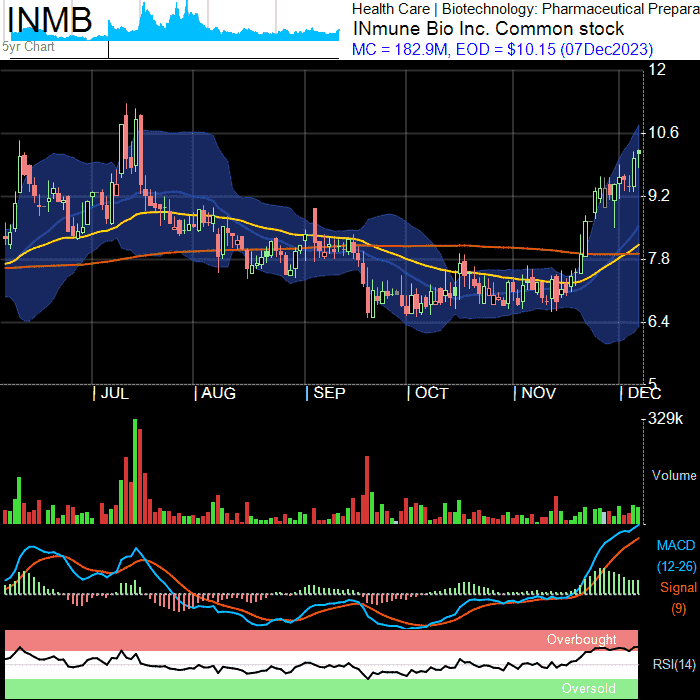 INMB
5yr Chart
Health Care | Biotechnology: Pharmaceutical Prepara
INmune Bio Inc. Common stock
MC = 182.9M, EOD = $10.15 (07Dec2023)
12
10.6
9.2
7.8
6.4
5
| JUL | AUG | SEP | OCT | NOV | DEC
329k
Volume
MACD
(12-26)
Signal
(9)
Overbought
RSI(14)
Oversold